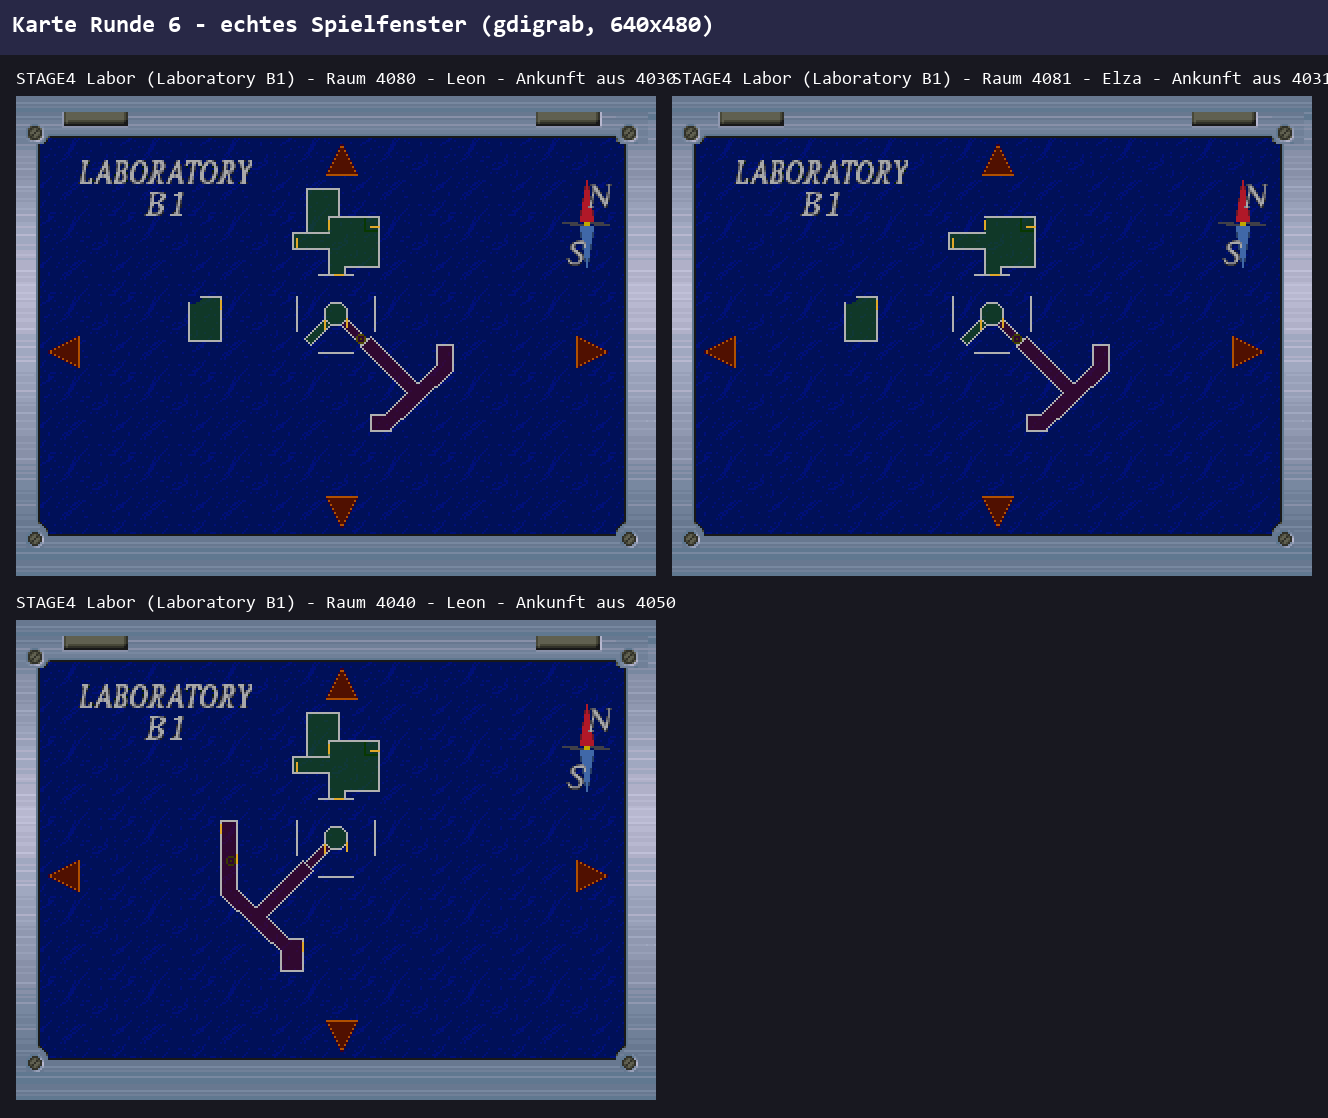 Karte Runde 6 - echtes Spielfenster (gdigrab, 640x480)
STAGE4 Labor (Laboratory B1) - Raum 4080 - Leon - Ankunft aus 4030
STAGE4 Labor (Laboratory B1) - Raum 4081 - Elza - Ankunft aus 4031
LABORATORY
B1
N
S
LABORATORY
B1
N
S
STAGE4 Labor (Laboratory B1) - Raum 4040 - Leon - Ankunft aus 4050
LABORATORY
B1
N
S